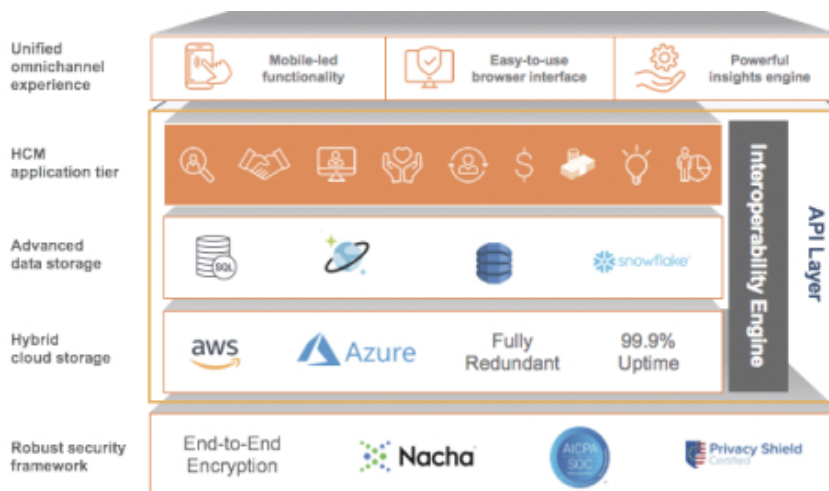 Unified
omnichannel
experience
Mobile-led
functionality
Easy-to-use
browser interface
Powerful
insights engine
HCM
application tier
$
Advanced
data storage
SQL
snowflake
Hybrid
cloud storage
aws
Azure
Fully
Redundant
99.9%
Uptime
Interoperability Engine
API Layer
Robust security
framework
End-to-End
Encryption
Nacha
AICPA
SOC
Privacy Shield
Certified